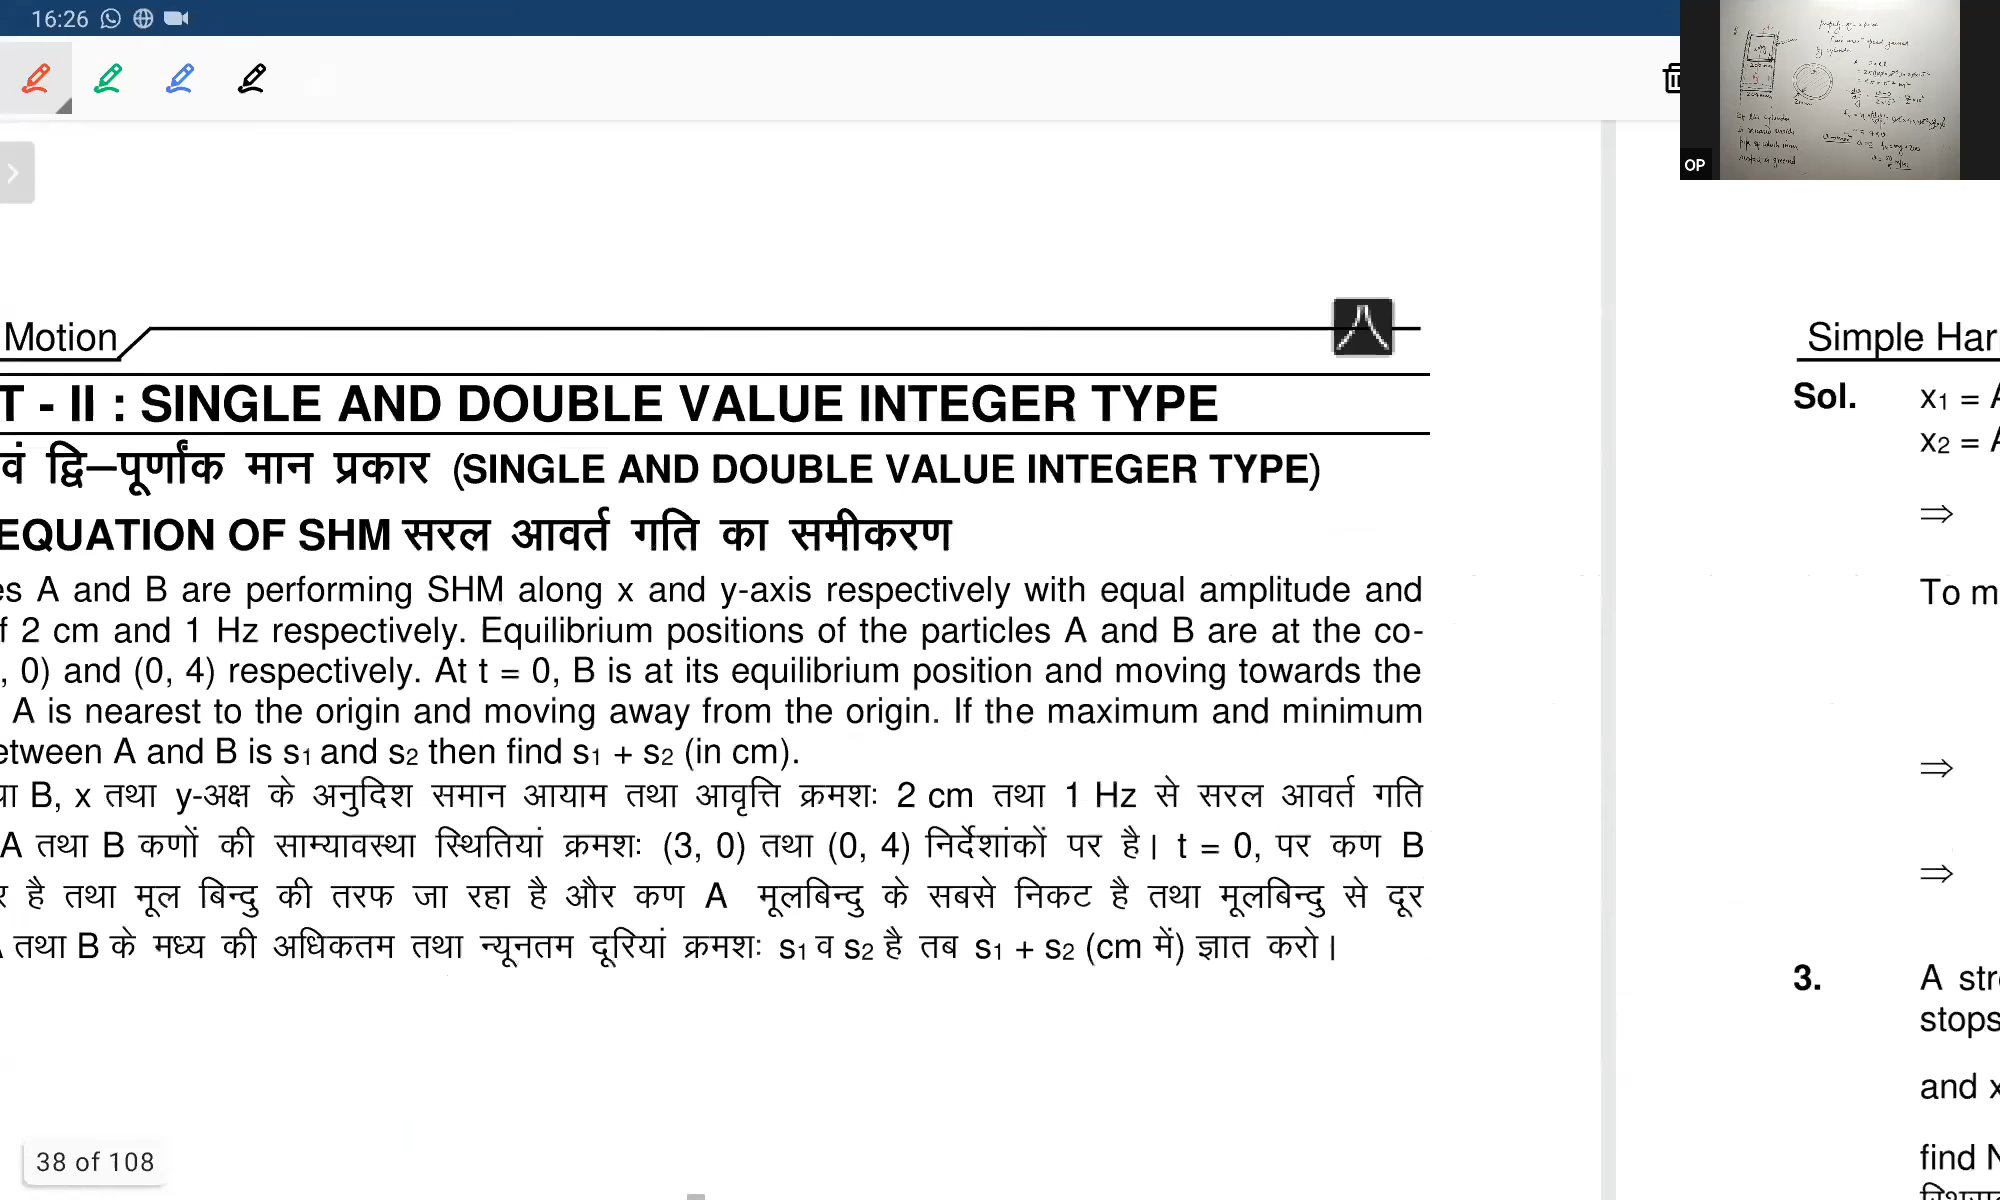 16:26
OP
Motion
T - II : SINGLE AND DOUBLE VALUE INTEGER TYPE
वं द्वि–पूर्णांक मान प्रकार (SINGLE AND DOUBLE VALUE INTEGER TYPE)
EQUATION OF SHM सरल आवर्त गति का समीकरण
es A and B are performing SHM along x and y-axis respectively with equal amplitude and
f 2 cm and 1 Hz respectively. Equilibrium positions of the particles A and B are at the co-
, 0) and (0, 4) respectively. At t = 0, B is at its equilibrium position and moving towards the
A is nearest to the origin and moving away from the origin. If the maximum and minimum
etween A and B is s1 and s2 then find s1 + s2 (in cm).
था B, x तथा y-अक्ष के अनुदिश समान आयाम तथा आवृत्ति क्रमशः 2 cm तथा 1 Hz से सरल आवर्त गति
A तथा B कणों की साम्यावस्था स्थितियां क्रमशः (3, 0) तथा (0, 4) निर्देशांकों पर है। t = 0, पर कण B
र है तथा मूल बिन्दु की तरफ जा रहा है और कण A मूलबिन्दु के सबसे निकट है तथा मूलबिन्दु से दूर
A तथा B के मध्य की अधिकतम तथा न्यूनतम दूरियां क्रमशः s1 व s2 है तब s1 + s2 (cm में) ज्ञात करो।
38 of 108
Simple Har
Sol. x1 = A
x2 = A
⇒
To m
⇒
⇒
3. A stre
stops
and x
find N